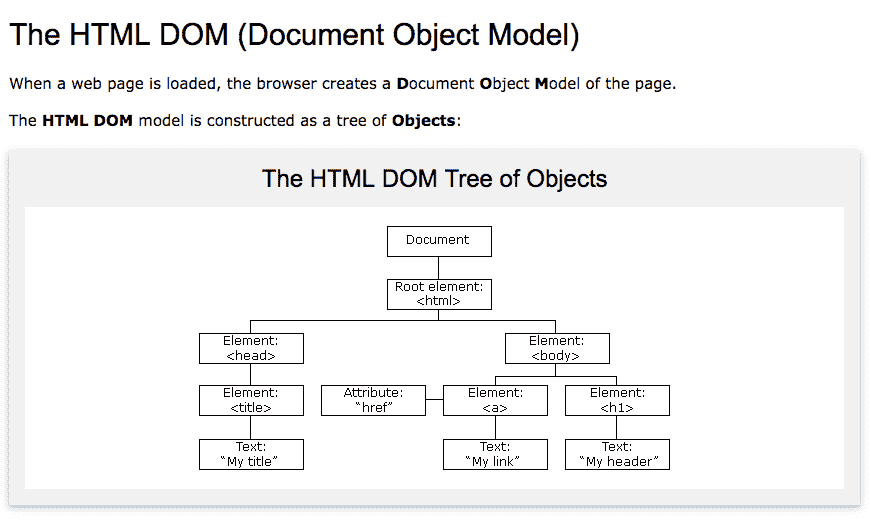 The HTML DOM (Document Object Model)
When a web page is loaded, the browser creates a Document Object Model of the page.
The HTML DOM model is constructed as a tree of Objects:
The HTML DOM Tree of Objects
Document
Root element:
<html>
Element:
<head>
Element:
<body>
Element:
<title>
Attribute:
“href”
Element:
<a>
Element:
<h1>
Text:
“My title”
Text:
“My link”
Text:
“My header”